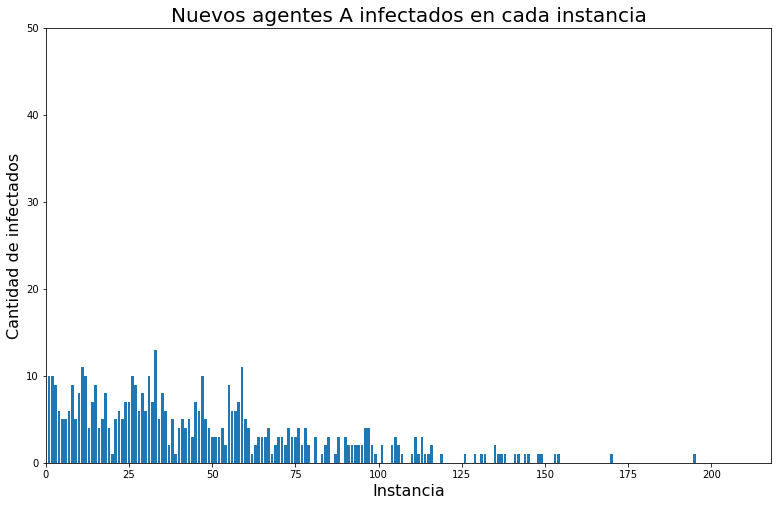 Nuevos agentes A infectados en cada instancia
Cantidad de infectados
50
40
30
20
10
0
0 25 50 75 100 125 150 175 200
Instancia